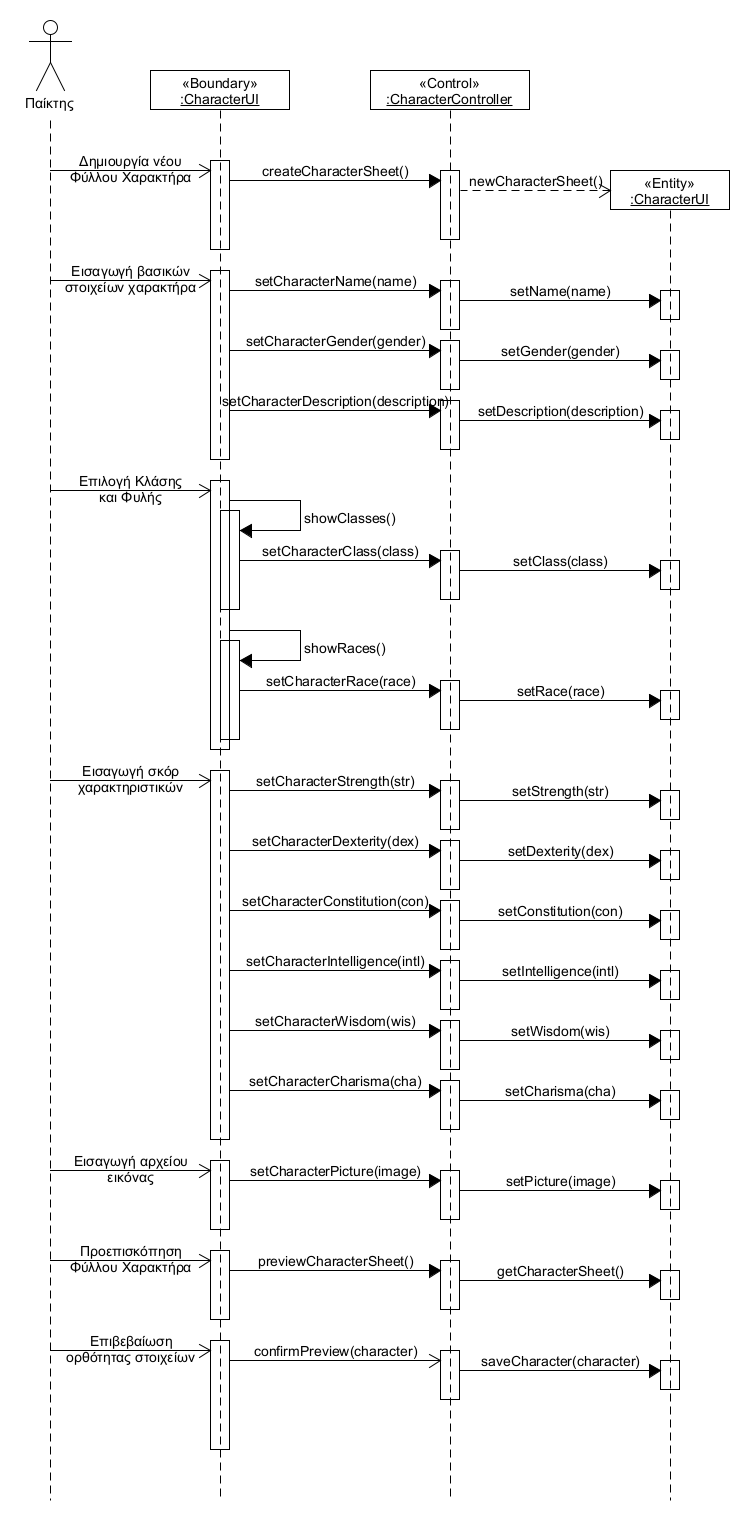 Παίκτης
«Boundary»
:CharacterUI
«Control»
:CharacterController
Δημιουργία νέου
Φύλλου Χαρακτήρα
createCharacterSheet()
newCharacterSheet()
«Entity»
:CharacterUI
Εισαγωγή βασικών
στοιχείων χαρακτήρα
setCharacterName(name)
setName(name)
setCharacterGender(gender)
setGender(gender)
setCharacterDescription(description)
setDescription(description)
Επιλογή Κλάσης
και Φυλής
showClasses()
setCharacterClass(class)
setClass(class)
showRaces()
setCharacterRace(race)
setRace(race)
Εισαγωγή σκόρ
χαρακτηριστικών
setCharacterStrength(str)
setStrength(str)
setCharacterDexterity(dex)
setDexterity(dex)
setCharacterConstitution(con)
setConstitution(con)
setCharacterIntelligence(intl)
setIntelligence(intl)
setCharacterWisdom(wis)
setWisdom(wis)
setCharacterCharisma(cha)
setCharisma(cha)
Εισαγωγή αρχείου
εικόνας
setCharacterPicture(image)
setPicture(image)
Προεπισκόπηση
Φύλλου Χαρακτήρα
previewCharacterSheet()
getCharacterSheet()
Επιβεβαίωση
ορθότητας στοιχείων
confirmPreview(character)
saveCharacter(character)